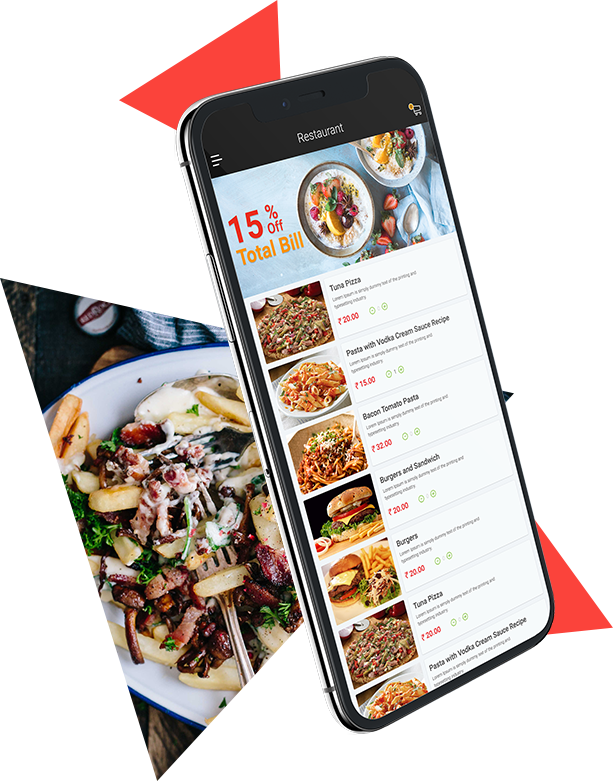 Restaurant
15% Off
Total Bill
Tuna Pizza
Lorem Ipsum is simply dummy text of the printing and
typesetting industry.
₹ 20.00
Pasta with Vodka Cream Sauce Recipe
Lorem Ipsum is simply dummy text of the printing and
typesetting industry.
₹ 15.00 1
Bacon Tomato Pasta
Lorem Ipsum is simply dummy text of the printing and
typesetting industry.
₹ 32.00
Burgers and Sandwich
Lorem Ipsum is simply dummy text of the printing and
typesetting industry.
₹ 20.00
Burgers
Lorem Ipsum is simply dummy text of the printing and
typesetting industry.
₹ 20.00
Tuna Pizza
Lorem Ipsum is simply dummy text of the printing and
typesetting industry.
₹ 20.00
Pasta with Vodka Cream Sauce Recipe
Lorem Ipsum is simply dummy text of the printing and
typesetting industry.